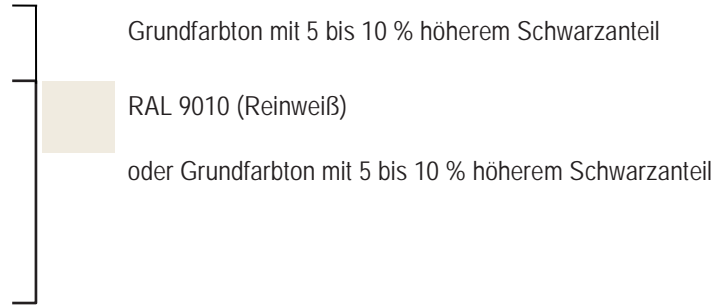 Grundfarbton mit 5 bis 10 % höherem Schwarzanteil
RAL 9010 (Reinweiß)
oder Grundfarbton mit 5 bis 10 % höherem Schwarzanteil